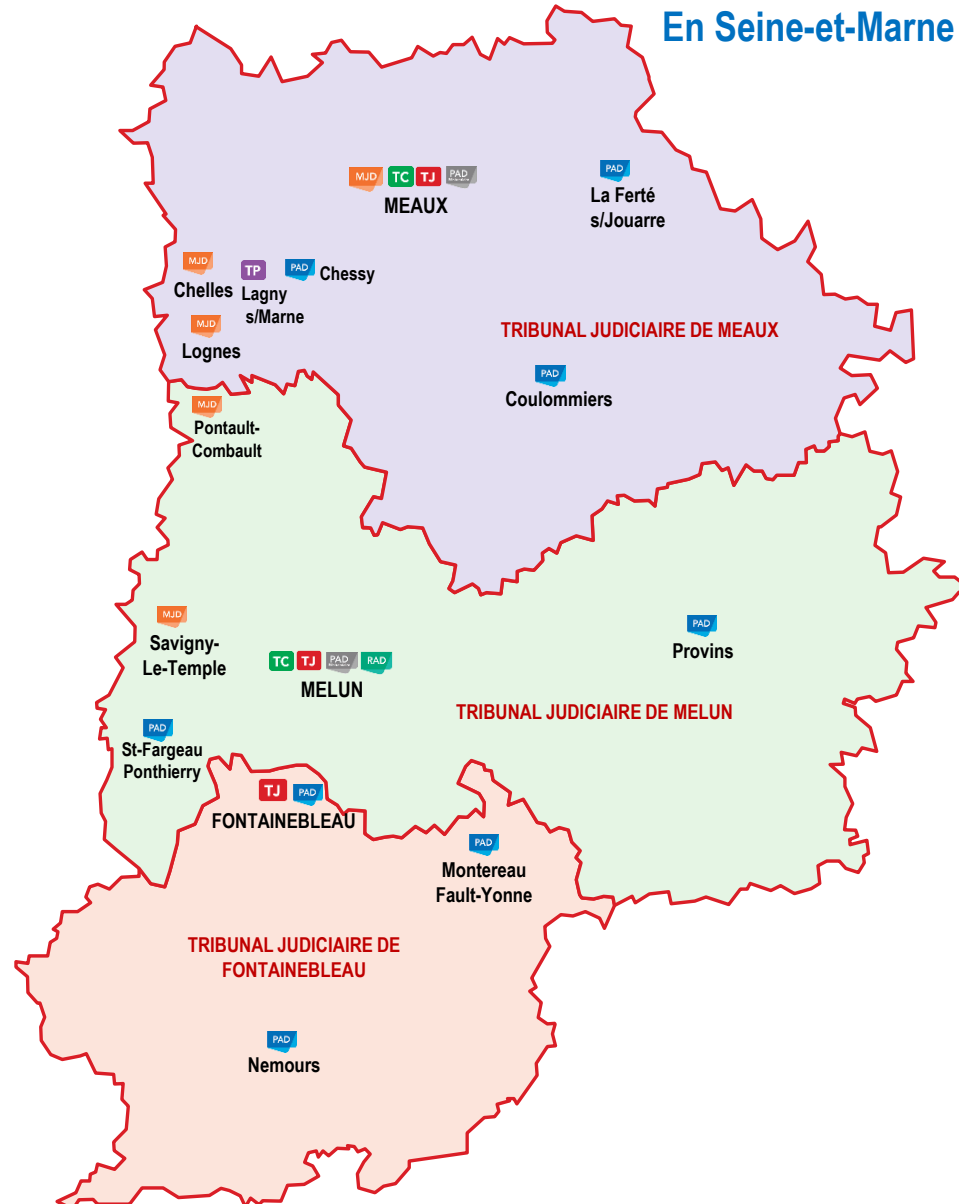 En Seine-et-Marne
MJD TC TJ PAD
MEAUX
PAD
La Ferté
s/Jouarre
MJD
Chelles
TP
Lagny
s/Marne
PAD Chessy
MJD
Lognes
TRIBUNAL JUDICIAIRE DE MEAUX
PAD
Coulommiers
MJD
Pontault-
Combault
MJD
Savigny-
Le-Temple
TC TJ PAD RAD
MELUN
PAD
Provins
TRIBUNAL JUDICIAIRE DE MELUN
PAD
St-Fargeau
Ponthierry
TJ PAD
FONTAINEBLEAU
PAD
Montereau
Fault-Yonne
TRIBUNAL JUDICIAIRE DE
FONTAINEBLEAU
PAD
Nemours